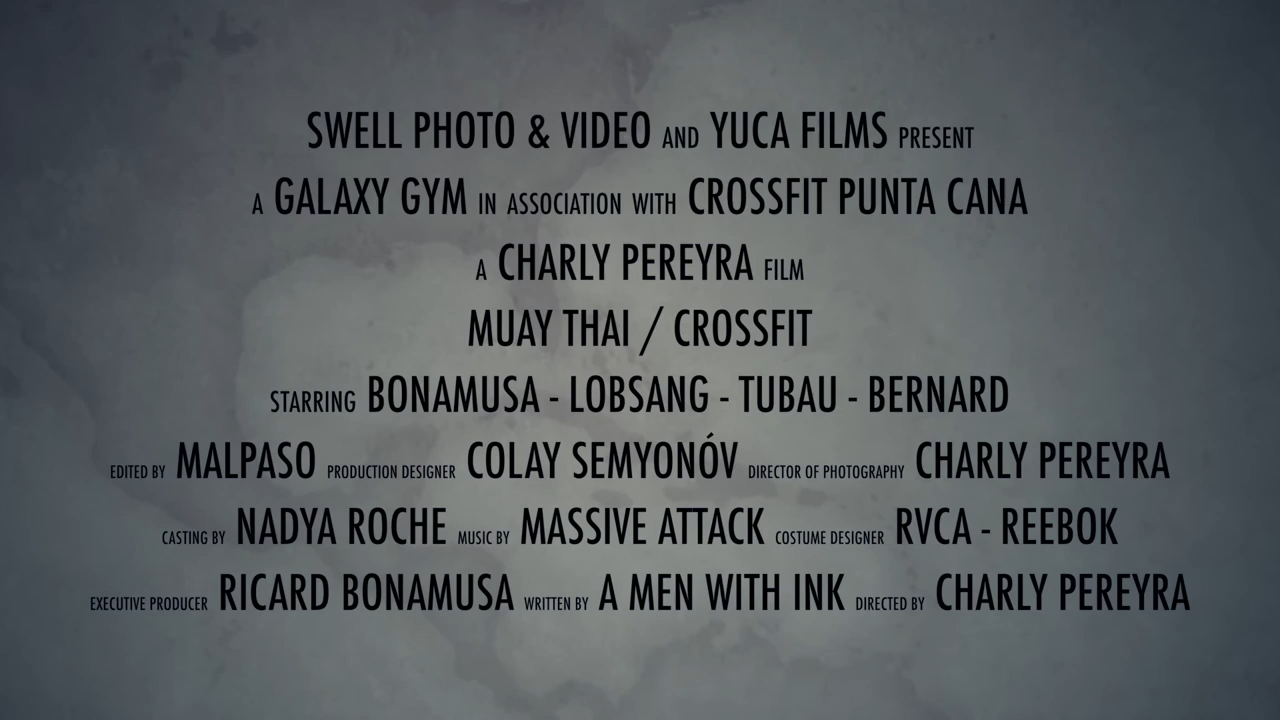 SWELL PHOTO & VIDEO AND YUCA FILMS PRESENT
A GALAXY GYM IN ASSOCIATION WITH CROSSFIT PUNTA CANA
A CHARLY PEREYRA FILM
MUAY THAI / CROSSFIT
STARRING BONAMUSA - LOBSANG - TUBAU - BERNARD
EDITED BY MALPASO PRODUCTION DESIGNER COLAY SEMYONÓV DIRECTOR OF PHOTOGRAPHY CHARLY PEREYRA
CASTING BY NADYA ROCHE MUSIC BY MASSIVE ATTACK COSTUME DESIGNER RVCA - REEBOK
EXECUTIVE PRODUCER RICARD BONAMUSA WRITTEN BY A MEN WITH INK DIRECTED BY CHARLY PEREYRA